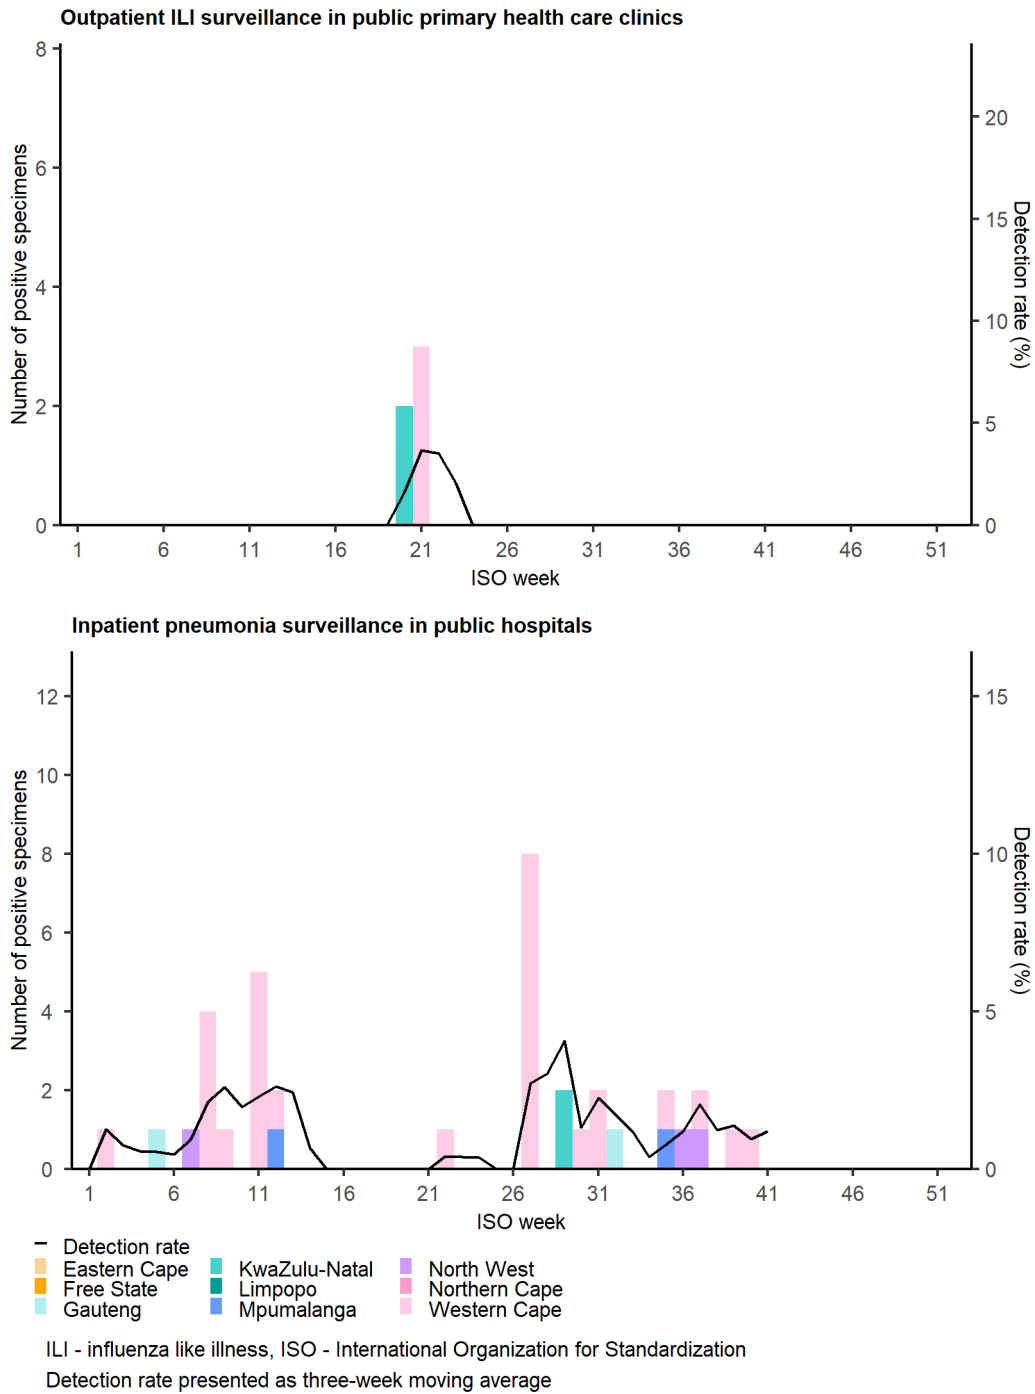 Outpatient ILI surveillance in public primary health care clinics
8
6
4
2
0
Number of positive specimens
20
15
10
5
0
Detection rate (%)
1 6 11 16 21 26 31 36 41 46 51
ISO week
Inpatient pneumonia surveillance in public hospitals
12
10
8
6
4
2
0
Number of positive specimens
15
10
5
0
Detection rate (%)
1 6 11 16 21 26 31 36 41 46 51
ISO week
Detection rate
Eastern Cape KwaZulu-Natal North West
Free State Limpopo Northern Cape
Gauteng Mpumalanga Western Cape
ILI - influenza like illness, ISO - International Organization for Standardization
Detection rate presented as three-week moving average